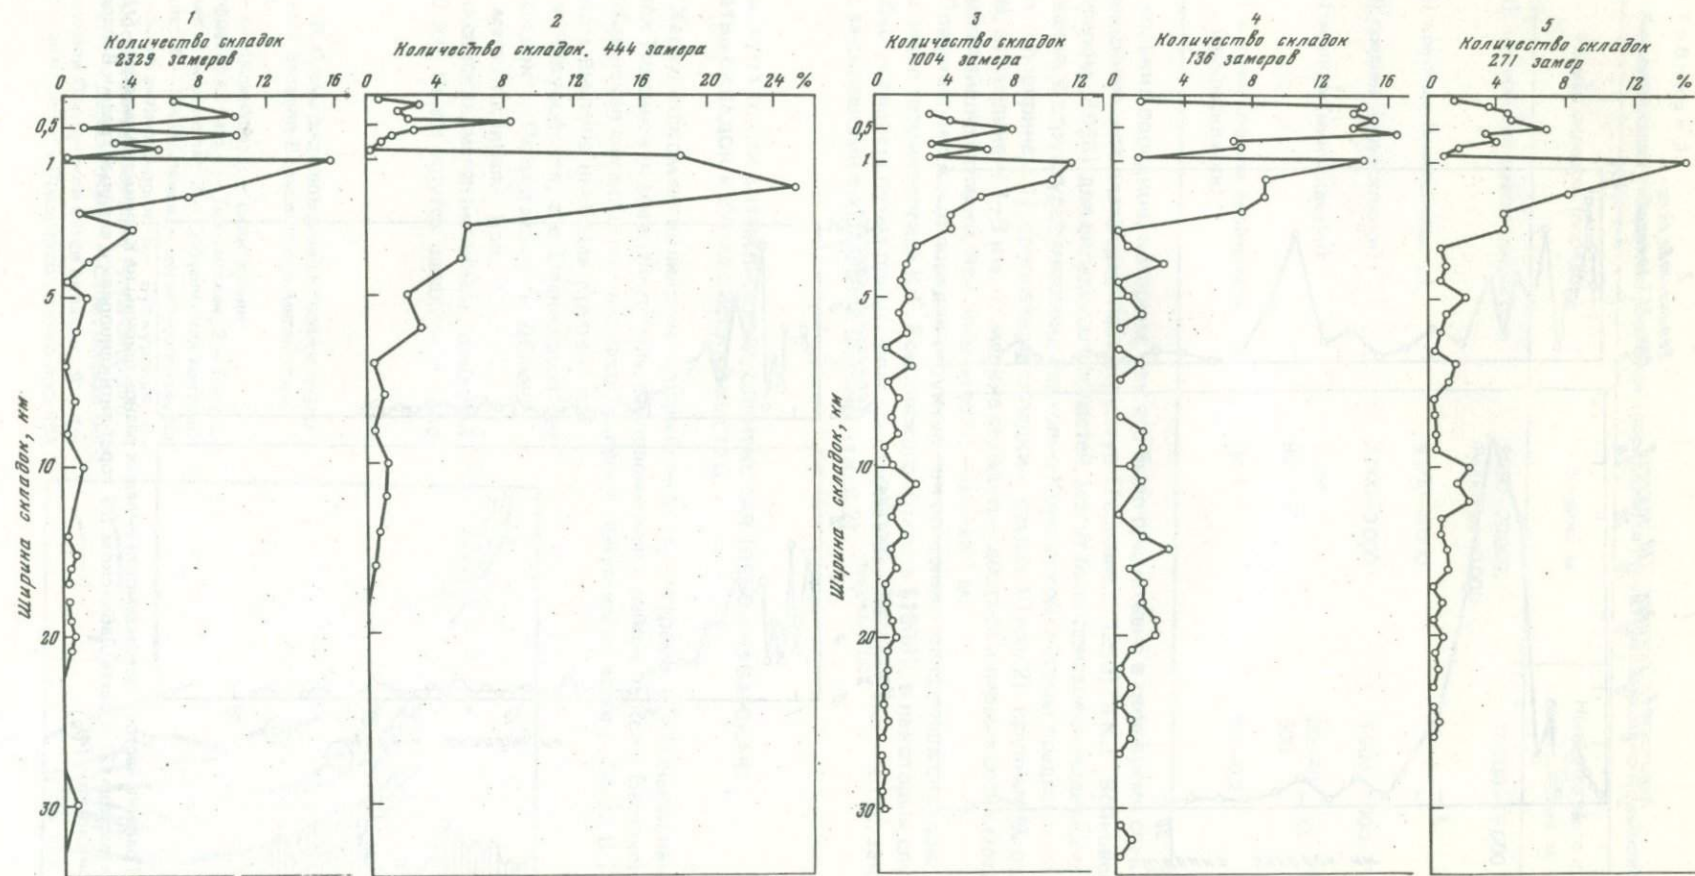 1
Количество складок
2329 замеров
0 4 8 12 16
2
Количество складок. 444 замера
0 4 8 12 16 20 24 %
3
Количество складок
1004 замера
0 4 8 12
4
Количество складок
136 замеров
4 8 12 16
5
Количество складок
271 замер
0 4 8 12 %
Ширина складок, км
0,5
1
5
10
20
30
Ширина складок, км
0,5
1
5
10
20
30